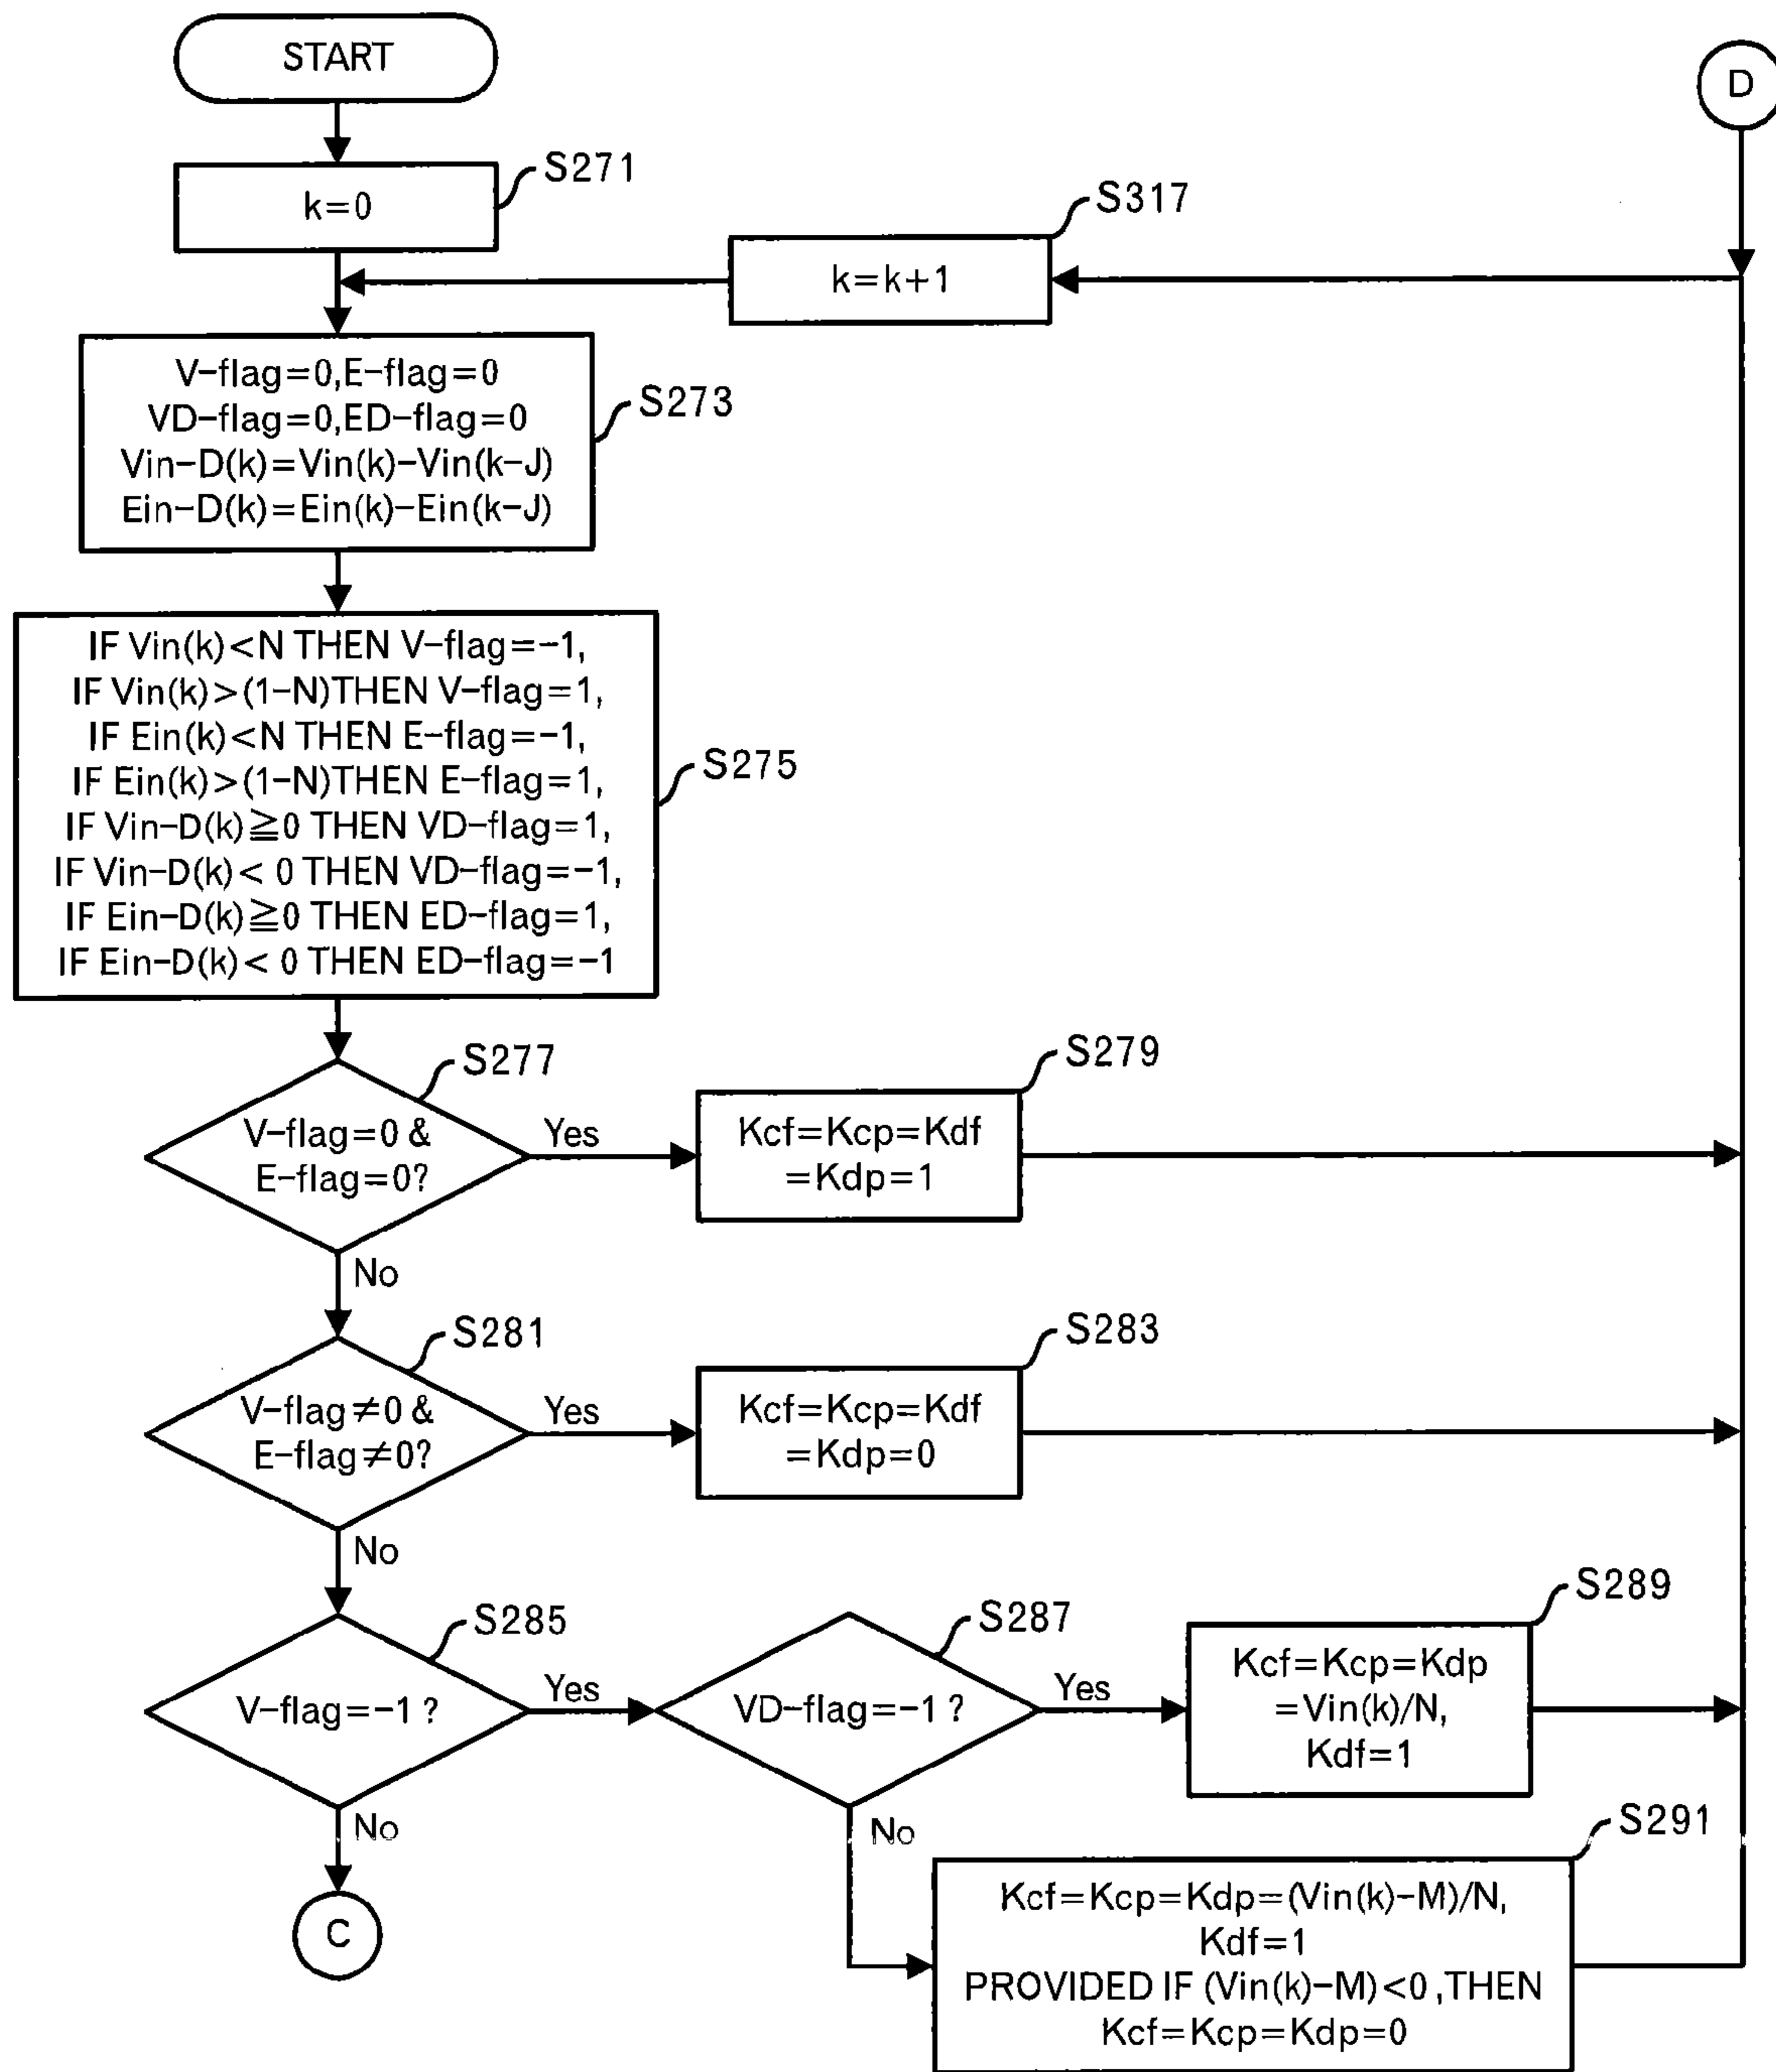 START
D
S271
k=0
S317
k=k+1
V-flag=0,E-flag=0
VD-flag=0,ED-flag=0
Vin-D(k)=Vin(k)-Vin(k-J)
Ein-D(k)=Ein(k)-Ein(k-J)
S273
IF Vin(k)<N THEN V-flag=-1,
IF Vin(k)>(1-N)THEN V-flag=1,
IF Ein(k)<N THEN E-flag=-1,
IF Ein(k)>(1-N)THEN E-flag=1,
IF Vin-D(k)≧0 THEN VD-flag=1,
IF Vin-D(k)< 0 THEN VD-flag=-1,
IF Ein-D(k)≧0 THEN ED-flag=1,
IF Ein-D(k)< 0 THEN ED-flag=-1
S275
S277
V-flag=0 &
E-flag=0?
Yes
No
S279
Kcf=Kcp=Kdf
=Kdp=1
S281
V-flag≠0 &
E-flag≠0?
Yes
No
S283
Kcf=Kcp=Kdf
=Kdp=0
S285
V-flag=-1 ?
Yes
No
S287
VD-flag=-1 ?
Yes
No
S289
Kcf=Kcp=Kdp
=Vin(k)/N,
Kdf=1
S291
Kcf=Kcp=Kdp=(Vin(k)-M)/N,
Kdf=1
PROVIDED IF (Vin(k)-M)<0 ,THEN
Kcf=Kcp=Kdp=0
C